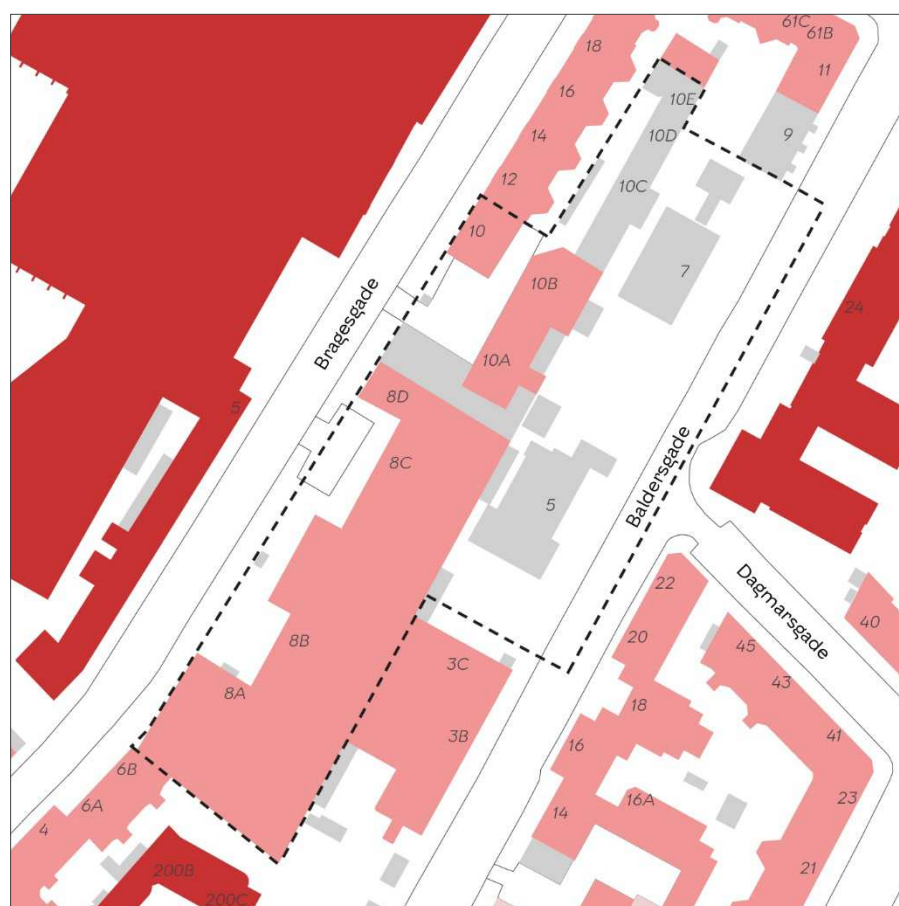 61C
61B
18
11
16
10E
9
14
10D
12
10C
10
7
10B
24
Bragesgade
10A
8D
5
8C
5
Baldersgade
22
Dagmarsgade
40
20
45
8B
3C
43
8A
18
3B
41
16
6B
23
6A
16A
14
4
21
200B
200C